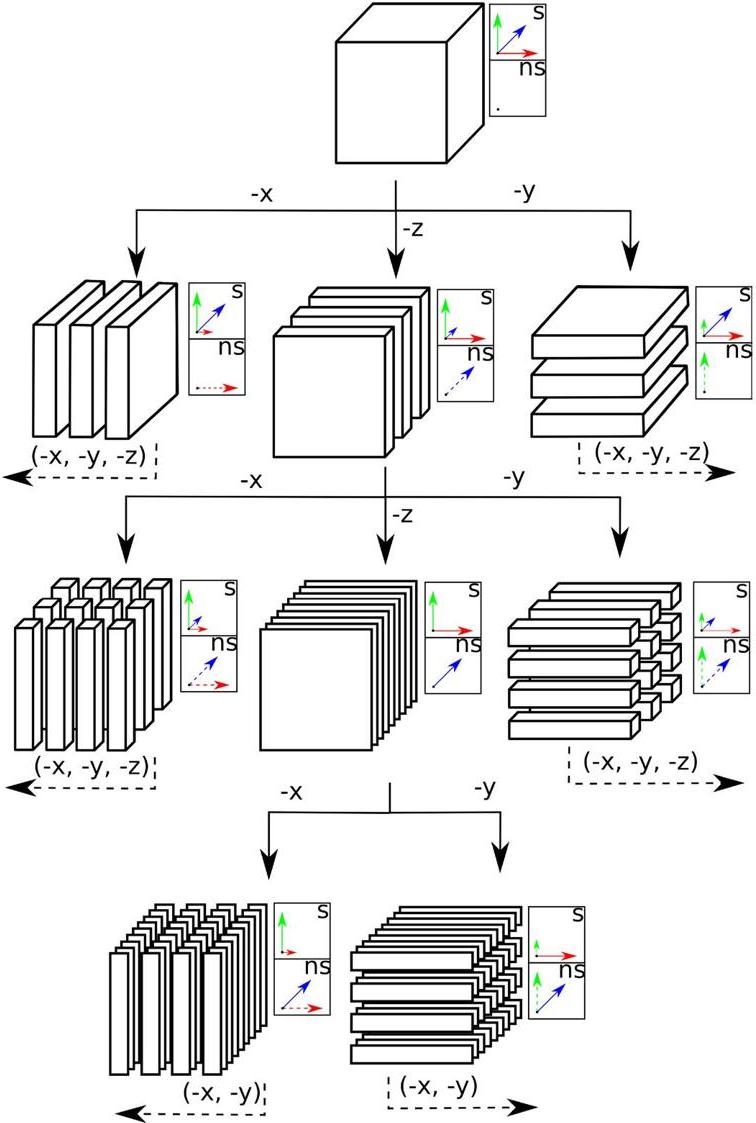 s
ns
-x
-y
-z
s
ns
s
ns
s
ns
(-x, -y, -z)
(-x, -y, -z)
-x
-y
-z
s
ns
s
ns
s
ns
(-x, -y, -z)
(-x, -y, -z)
-x
-y
s
ns
s
ns
(-x, -y)
(-x, -y)